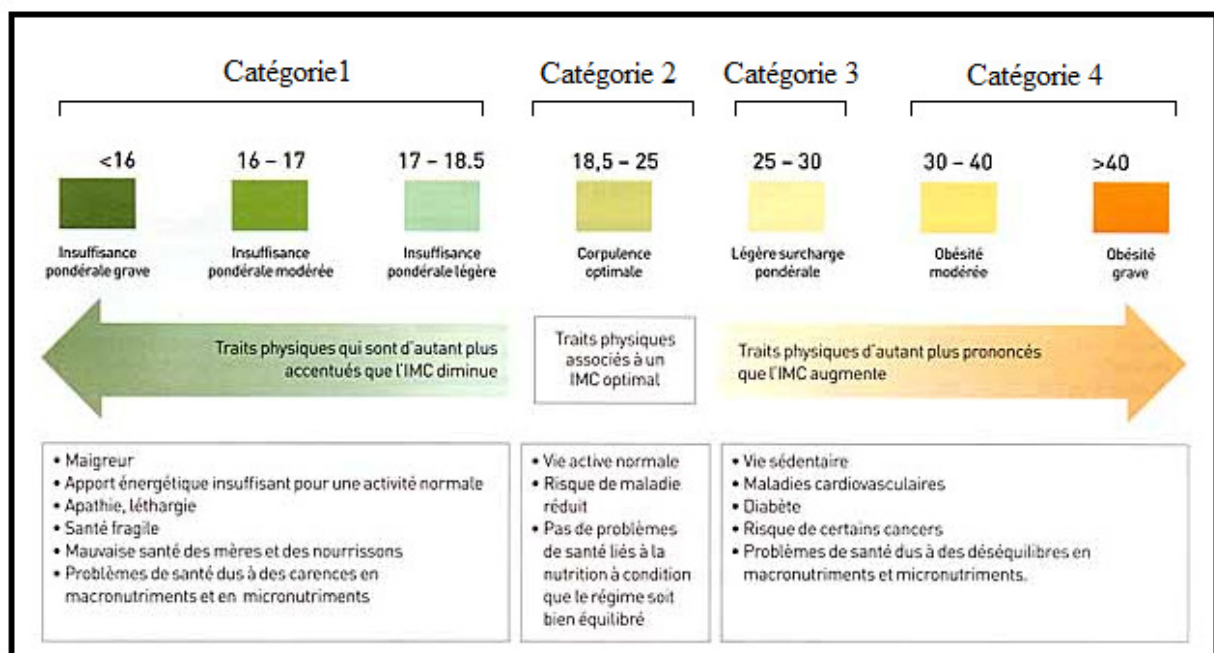 Catégorie1
Catégorie 2
Catégorie 3
Catégorie 4
<16
16 – 17
17 – 18.5
18,5 – 25
25 – 30
30 – 40
>40
Insuffisance
pondérale grave
Insuffisance
pondérale modérée
Insuffisance
pondérale légère
Corpulence
optimale
Légère surcharge
pondérale
Obésité
modérée
Obésité
grave
Traits physiques qui sont d'autant plus
accentués que l'IMC diminue
Traits physiques
associés à un
IMC optimal
Traits physiques d'autant plus prononcés
que l'IMC augmente
• Maigreur
• Apport énergétique insuffisant pour une activité normale
• Apathie, léthargie
• Santé fragile
• Mauvaise santé des mères et des nourrissons
• Problèmes de santé dus à des carences en
macronutriments et en micronutriments
• Vie active normale
• Risque de maladie
réduit
• Pas de problèmes
de santé liés à la
nutrition à condition
que le régime soit
bien équilibré
• Vie sédentaire
• Maladies cardiovasculaires
• Diabète
• Risque de certains cancers
• Problèmes de santé dus à des déséquilibres en
macronutriments et micronutriments.